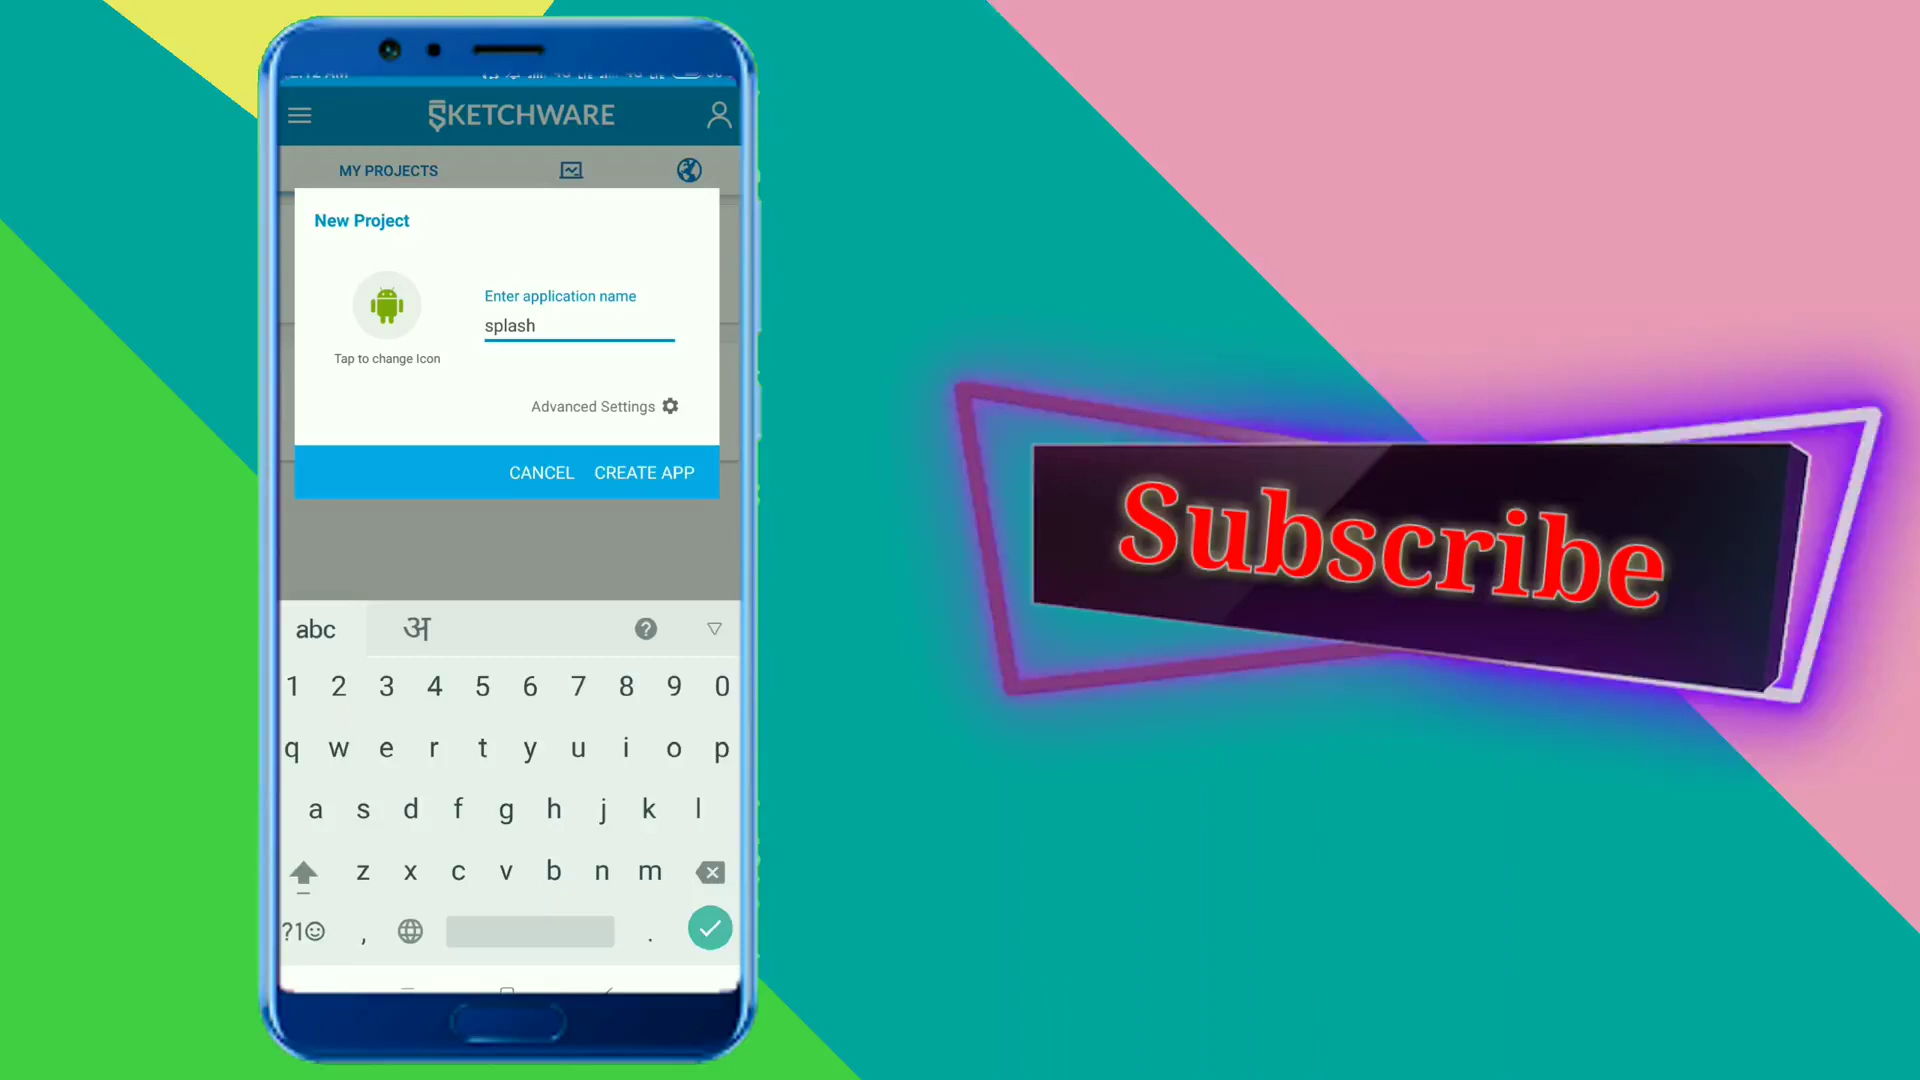 SKETCHWARE
MY PROJECTS
New Project
Enter application name
splash
Tap to change Icon
Advanced Settings
CANCEL CREATE APP
Subscribe
abc अ ?
1 2 3 4 5 6 7 8 9 0
q w e r t y u i o p
a s d f g h j k l
z x c v b n m
?1☺ , .